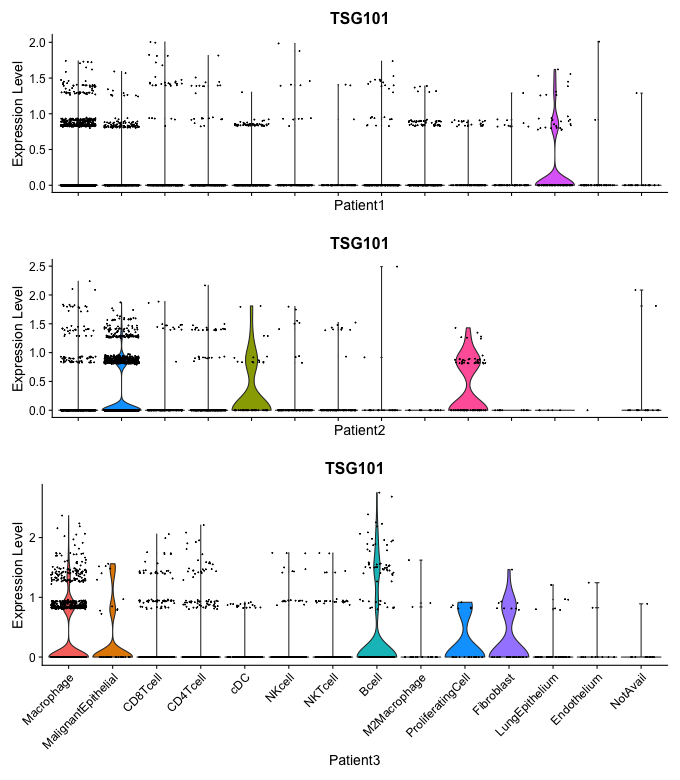 TSG101
Expression Level
2.0
1.5
1.0
0.5
0.0
Patient1
TSG101
Expression Level
2.5
2.0
1.5
1.0
0.5
0.0
Patient2
TSG101
Expression Level
2
1
0
Macrophage
MalignantEpithelial
CD8Tcell
CD4Tcell
cDC
NKcell
NKTcell
Bcell
M2Macrophage
ProliferatingCell
Fibroblast
LungEpithelium
Endothelium
NotAvail
Patient3